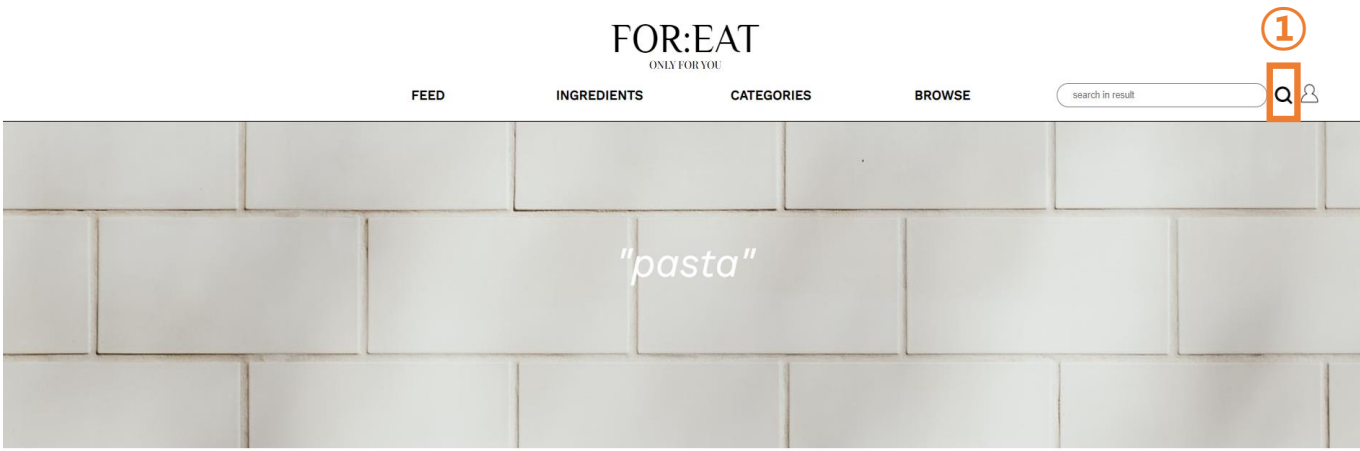 ①
FOR:EAT
ONLY FOR YOU
FEED INGREDIENTS CATEGORIES BROWSE search in result
"pasta"